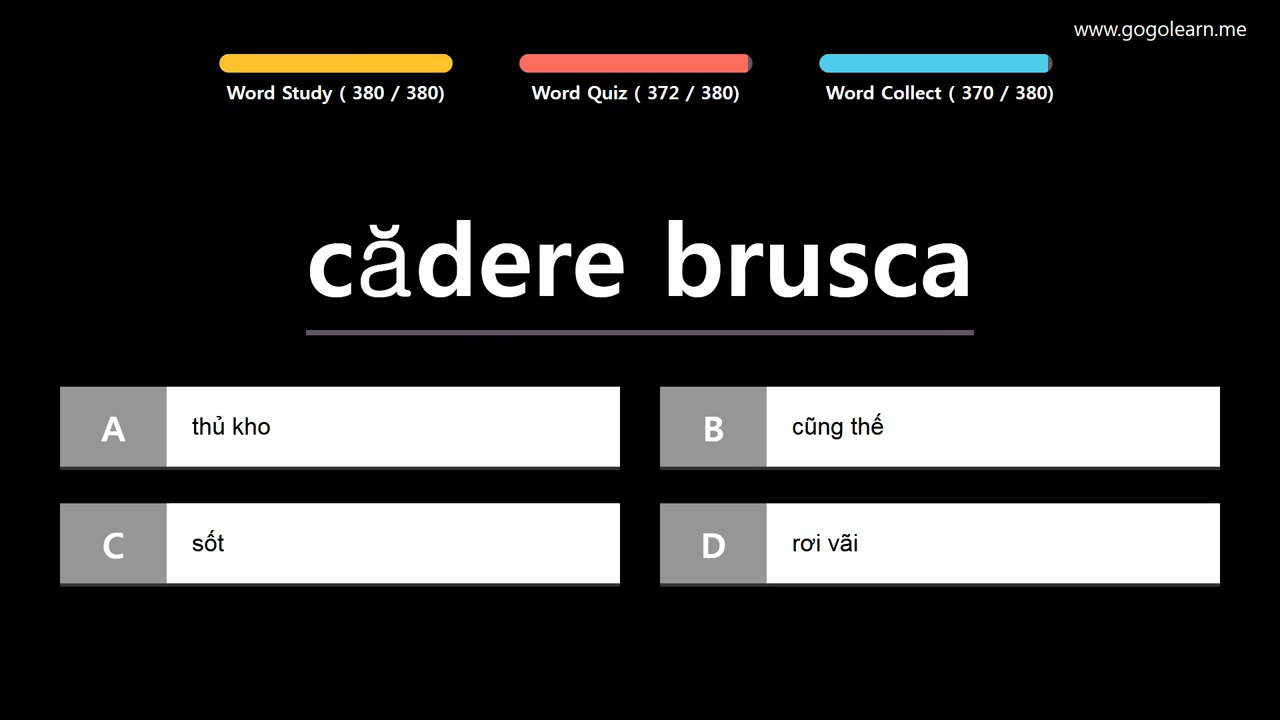 www.gogolearn.me
Word Study ( 380 / 380)
Word Quiz ( 372 / 380)
Word Collect ( 370 / 380)
cădere brusca
A thủ kho
B cũng thế
C sốt
D rơi vãi